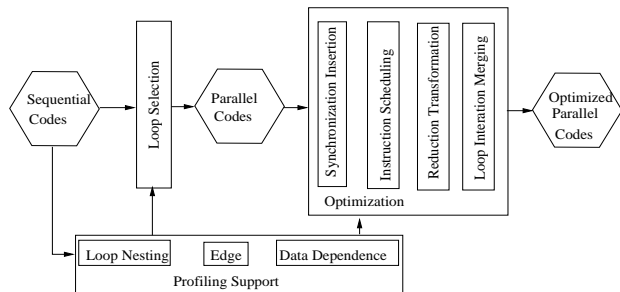 Sequential
Codes
Loop Selection
Parallel
Codes
Synchronization Insertion
Instruction Scheduling
Reduction Transformation
Loop Interation Merging
Optimization
Optimized
Parallel
Codes
Loop Nesting
Edge
Data Dependence
Profiling Support